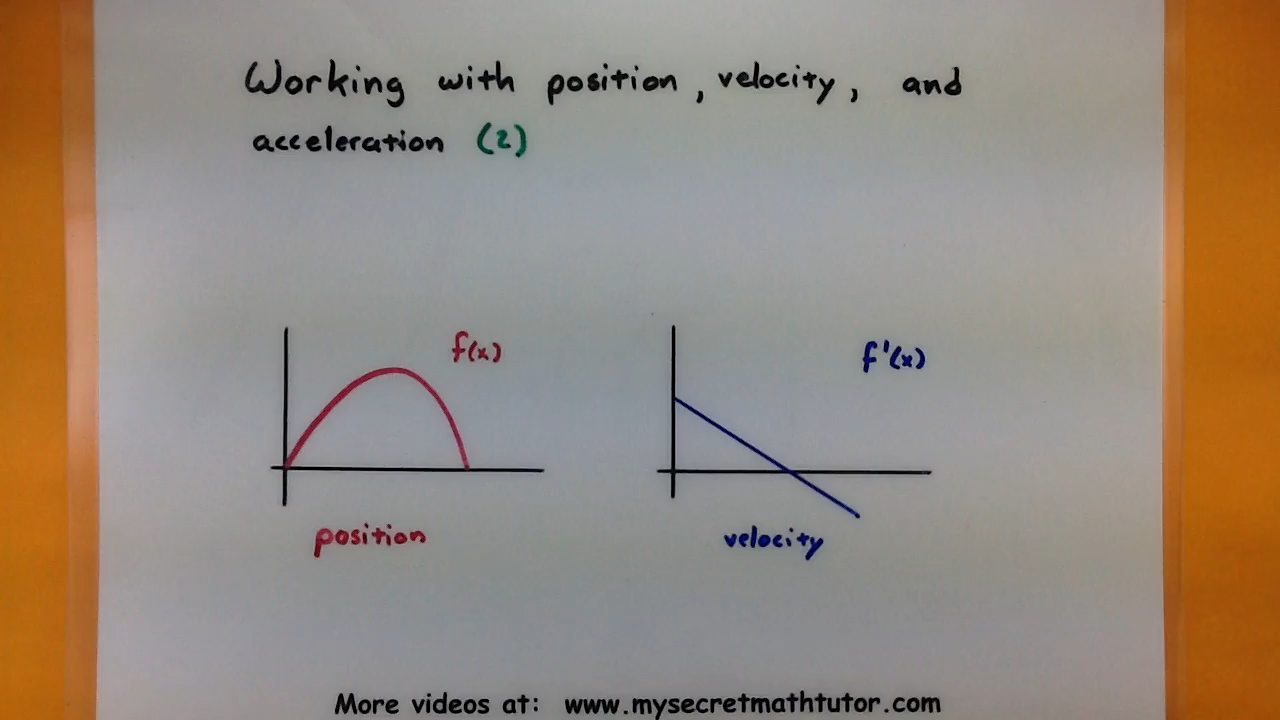 Working with position, velocity, and
acceleration (2)
f(x)
f'(x)
position
velocity
More videos at: www.mysecretmathtutor.com